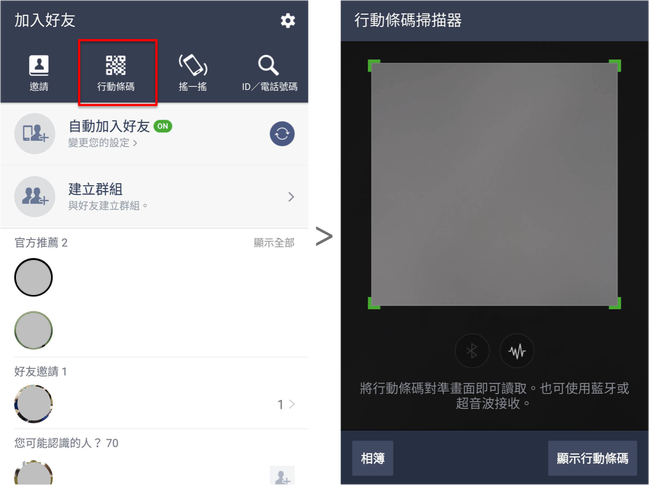 加入好友
邀請
行動條碼
搖一搖
ID／電話號碼
自動加入好友 ON
變更您的設定 >
建立群組
與好友建立群組。
官方推薦 2
顯示全部
好友邀請 1
1
您可能認識的人？ 70
>
行動條碼掃描器
將行動條碼對準畫面即可讀取。也可使用藍牙或
超音波接收。
相簿
顯示行動條碼